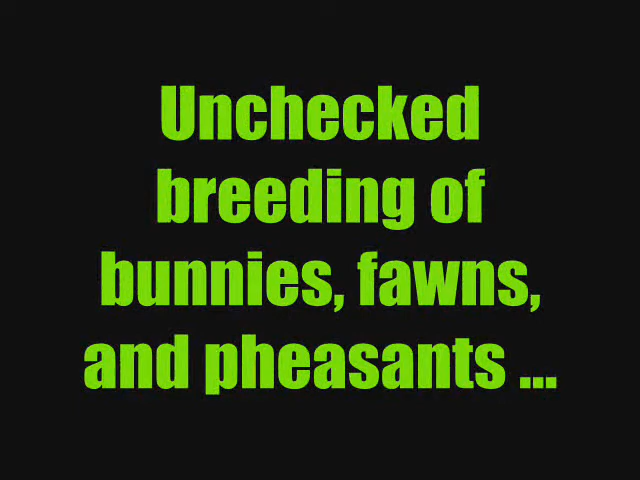 Unchecked
breeding of
bunnies, fawns,
and pheasants ...